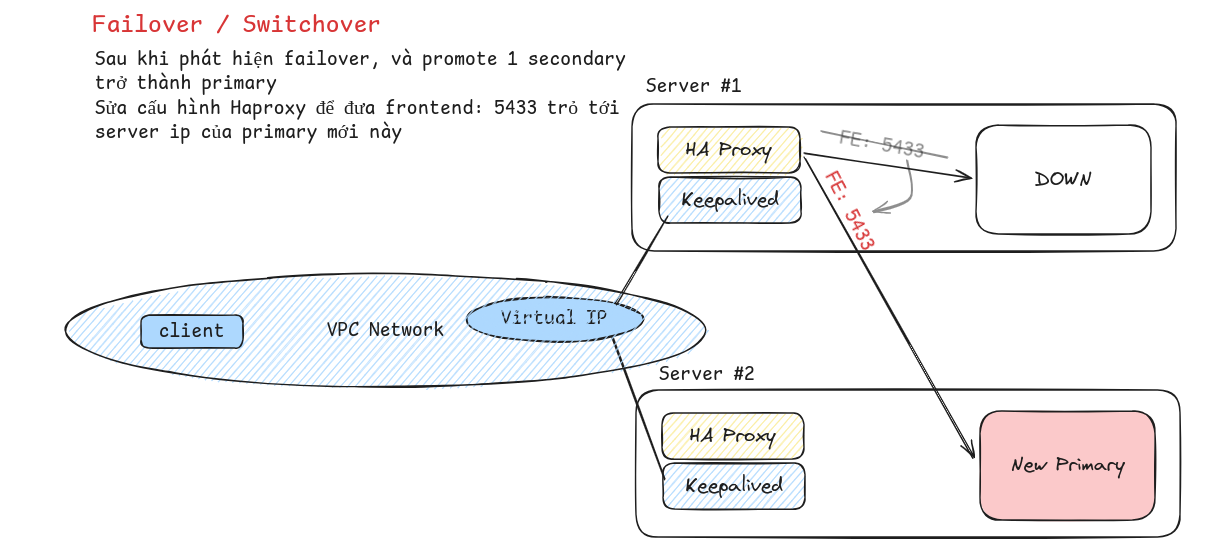 Failover / Switchover
Sau khi phát hiện failover, và promote 1 secondary
trở thành primary
Sửa cấu hình Haproxy để đưa frontend: 5433 trỏ tới
server ip của primary mới này
Server #1
HA Proxy
FE: 5433
DOWN
Keepalived
FE: 5433
client
VPC Network
Virtual IP
Server #2
HA Proxy
Keepalived
New Primary